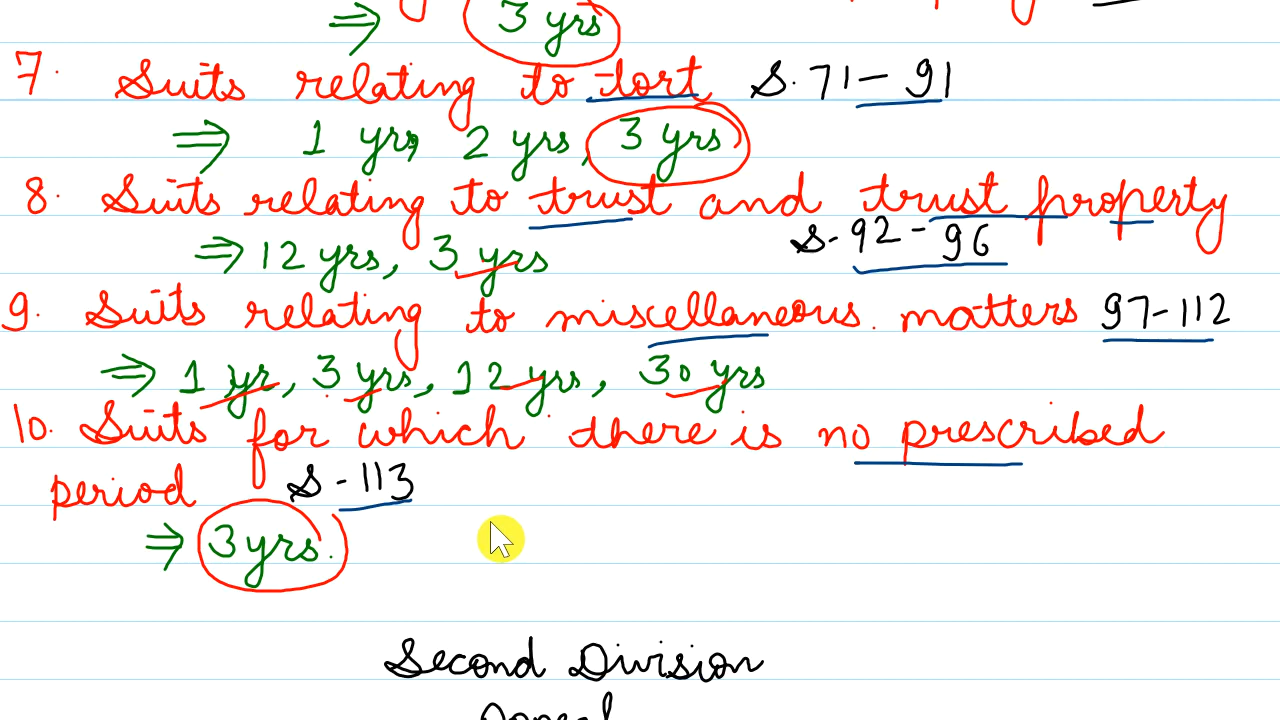 ⇒ 3 yrs
7. Suits relating to tort S. 71 - 91
⇒ 1 yrs, 2 yrs, 3 yrs
8. Suits relating to trust and trust property
⇒ 12 yrs, 3 yrs S. 92 - 96
9. Suits relating to miscellaneous. matters 97-112
⇒ 1 yr, 3 yrs, 12 yrs, 30 yrs
10. Suits for which there is no prescribed
period S - 113
⇒ 3 yrs.
Second Division